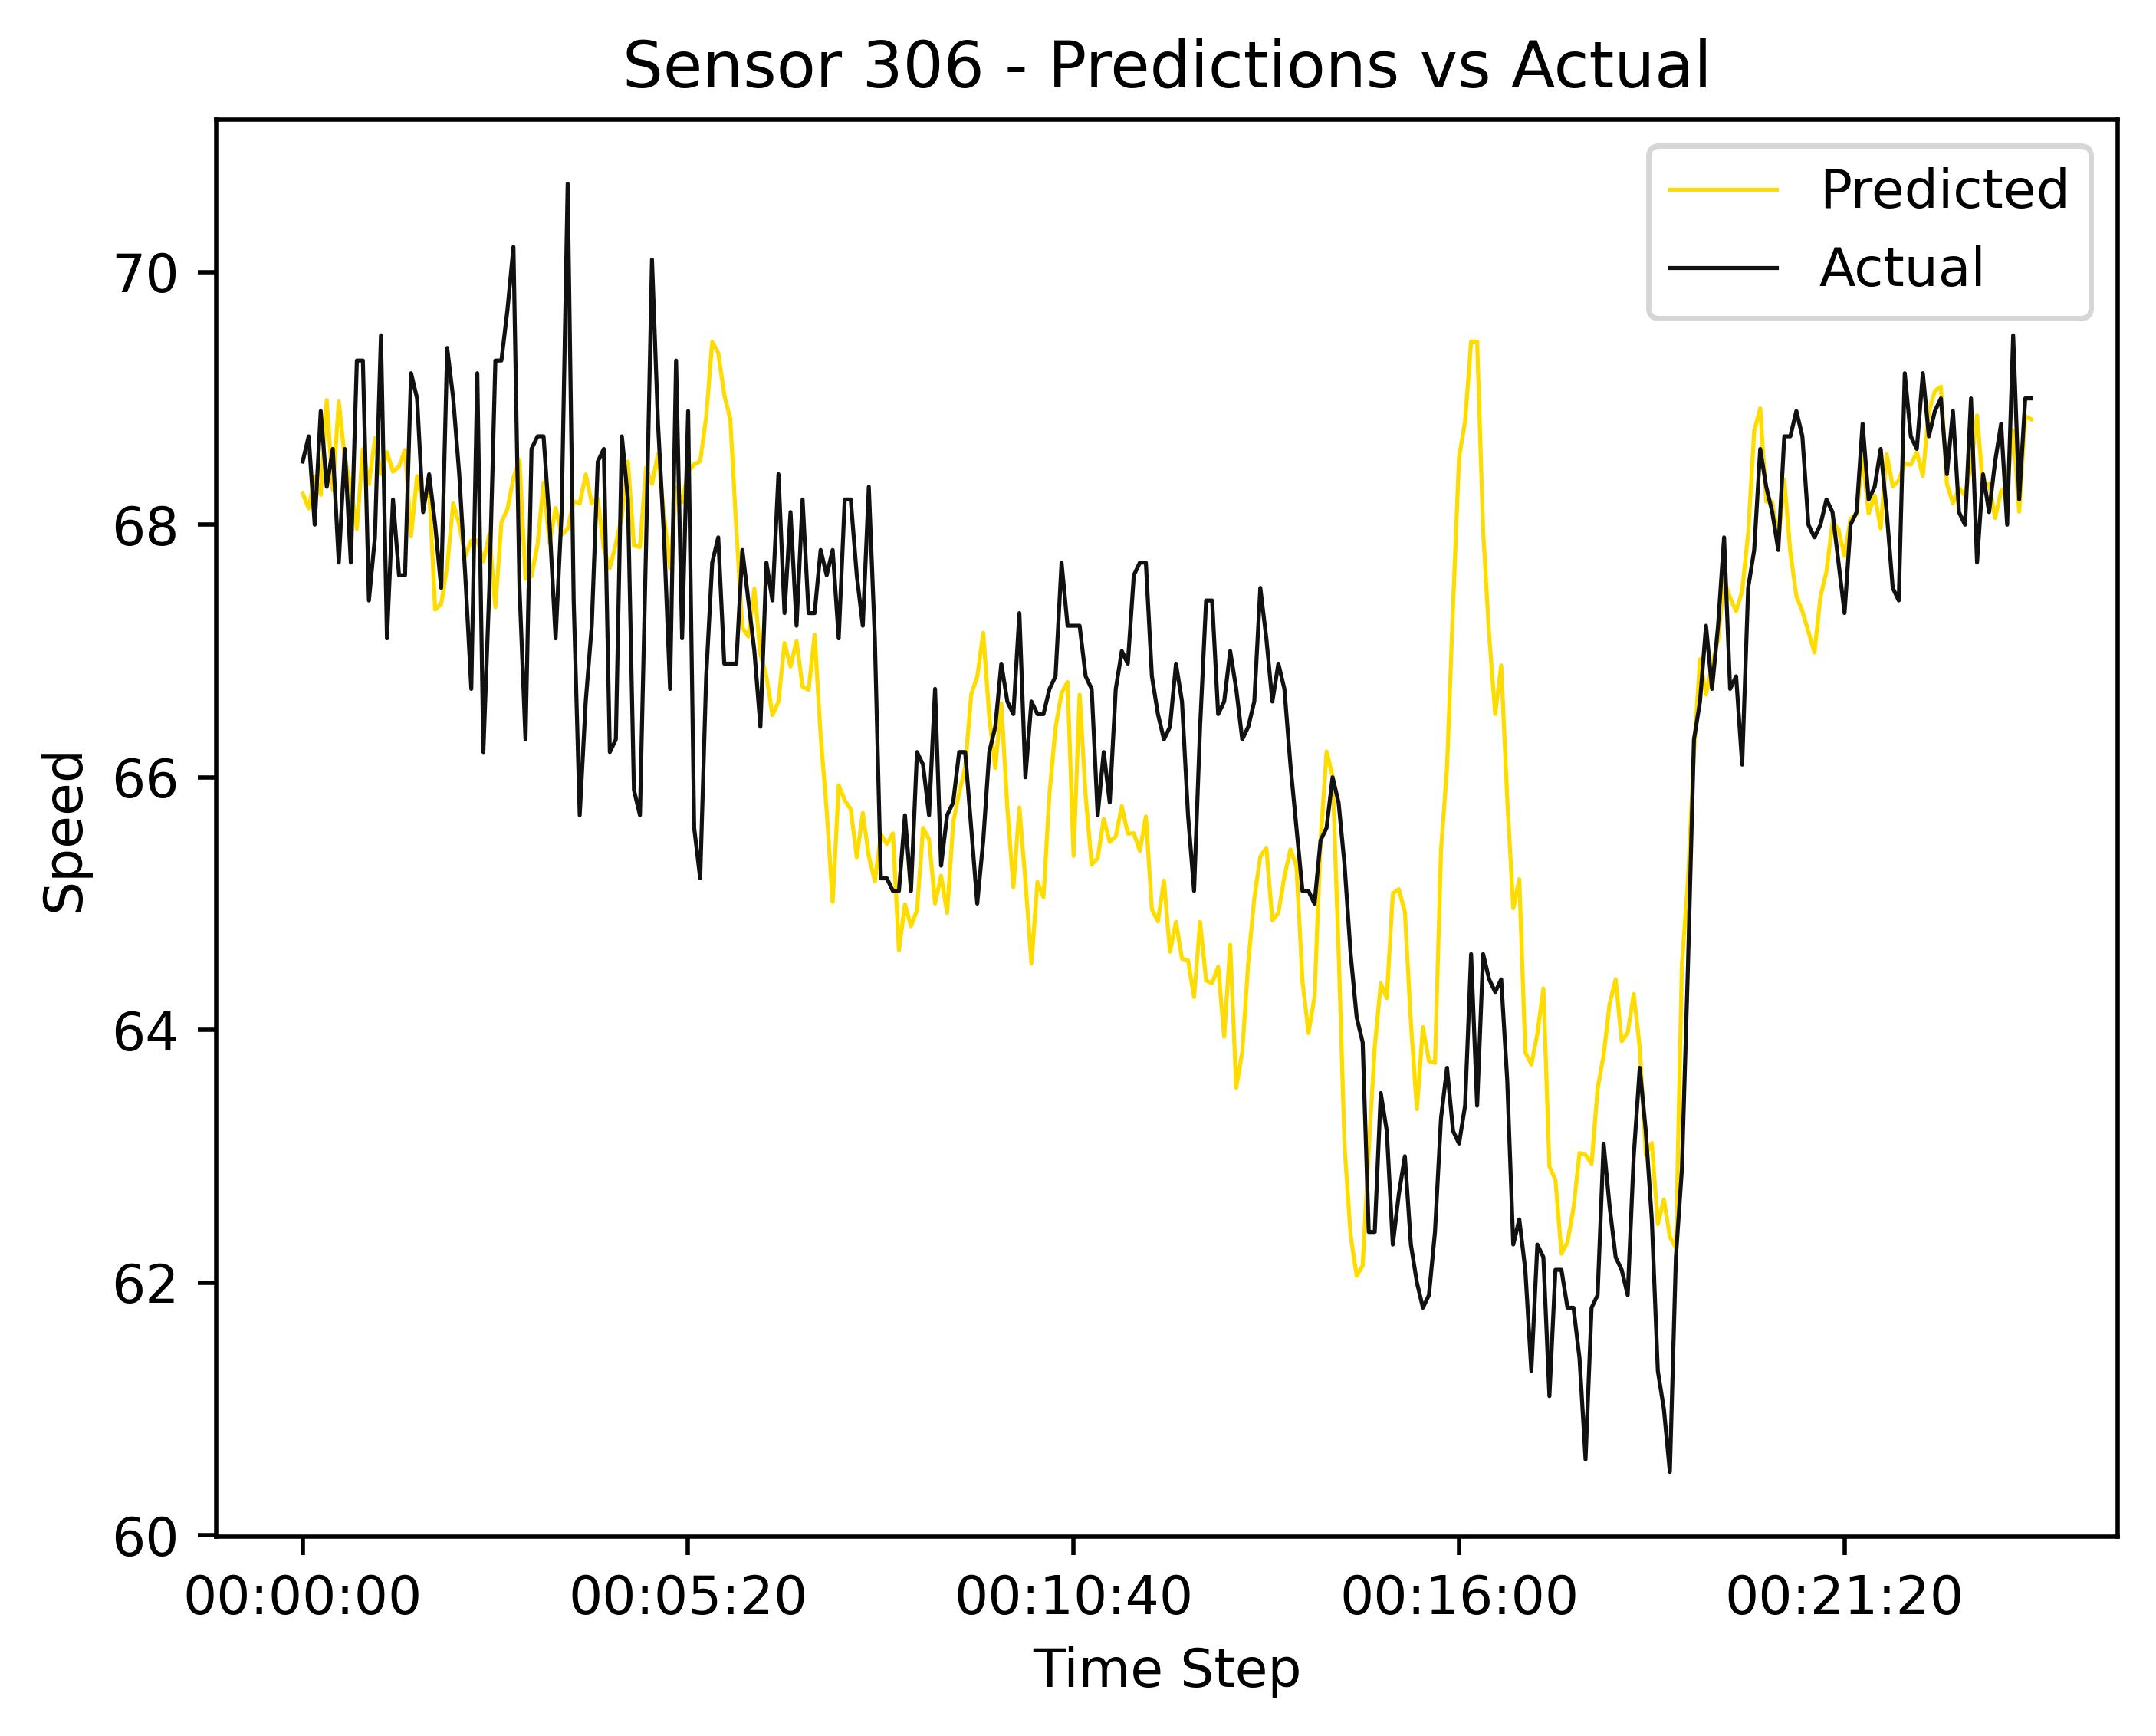 Sensor 306 - Predictions vs Actual
Predicted
Actual
70
68
66
64
62
60
Speed
00:00:00 00:05:20 00:10:40 00:16:00 00:21:20
Time Step